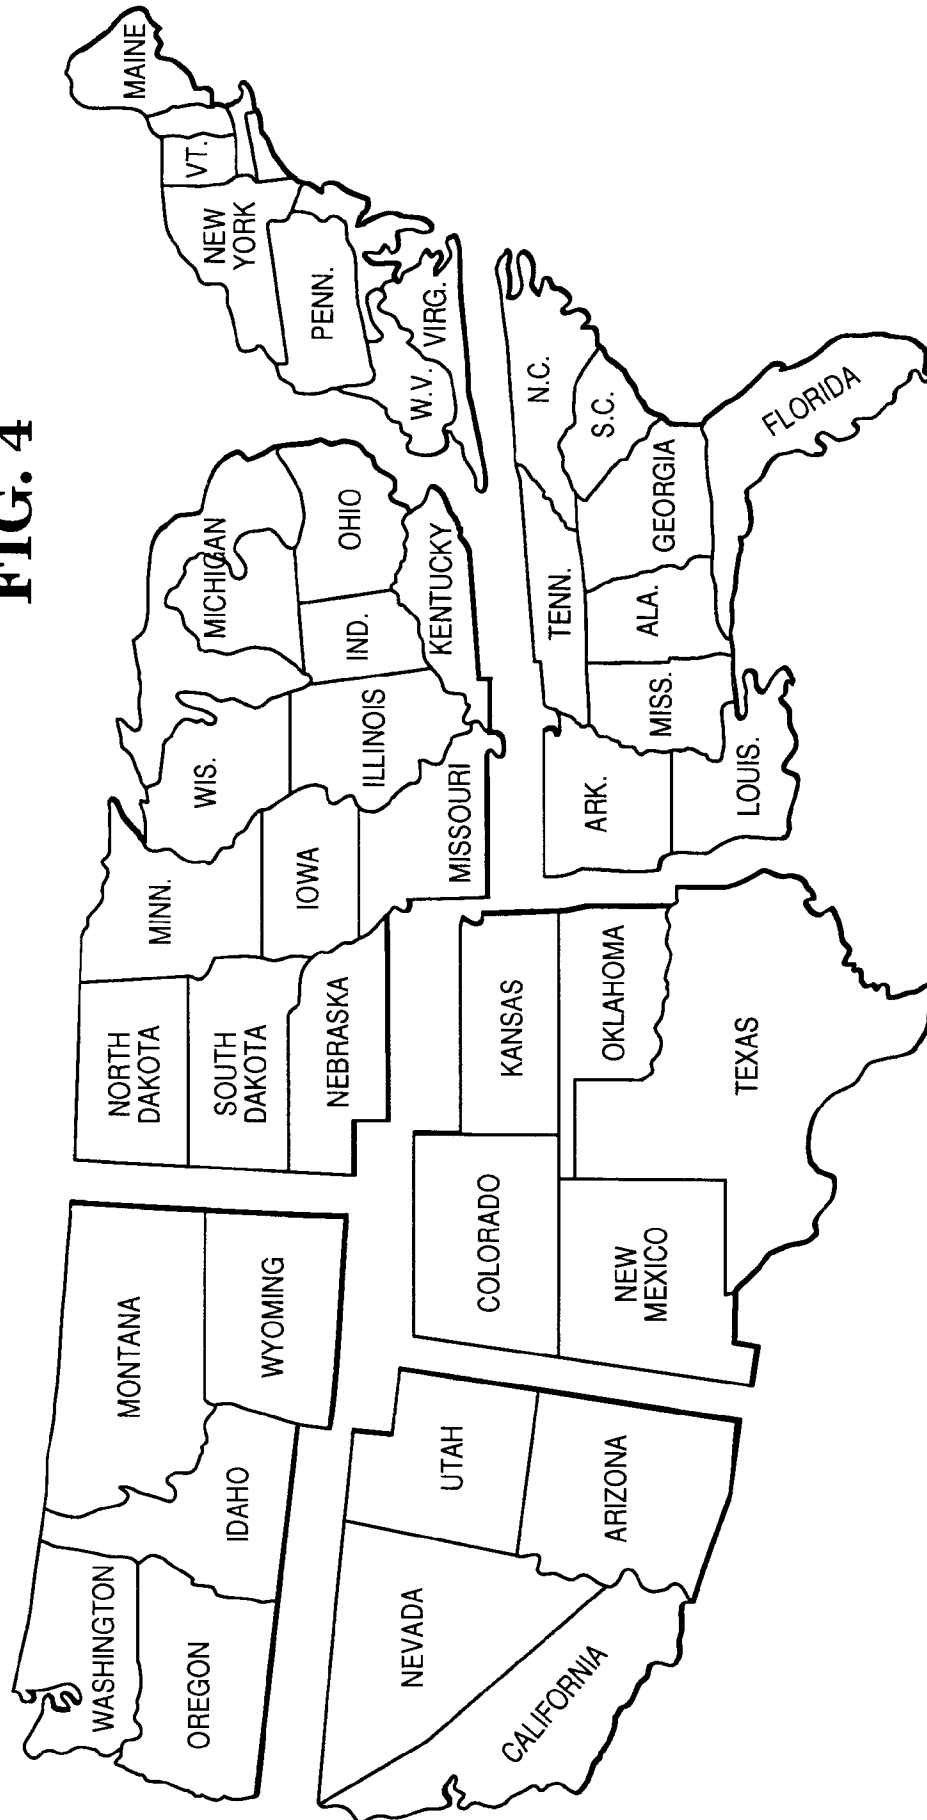 FIG. 4
WASHINGTON
OREGON
IDAHO
MONTANA
WYOMING
NEVADA
CALIFORNIA
UTAH
ARIZONA
NORTH
DAKOTA
SOUTH
DAKOTA
NEBRASKA
MINN.
IOWA
MISSOURI
WIS.
ILLINOIS
MICHIGAN
IND.
OHIO
KENTUCKY
COLORADO
NEW
MEXICO
KANSAS
OKLAHOMA
TEXAS
ARK.
LOUIS.
MISS.
ALA.
TENN.
GEORGIA
FLORIDA
S.C.
N.C.
MAINE
VT.
NEW
YORK
PENN.
W.V.
VIRG.